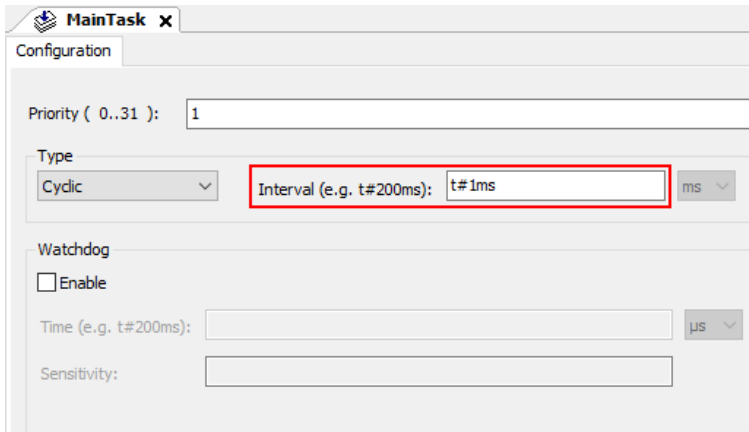 MainTask x
Configuration
Priority ( 0..31 ): 1
Type
Cyclic Interval (e.g. t#200ms): t#1ms ms
Watchdog
Enable
Time (e.g. t#200ms): µs
Sensitivity: